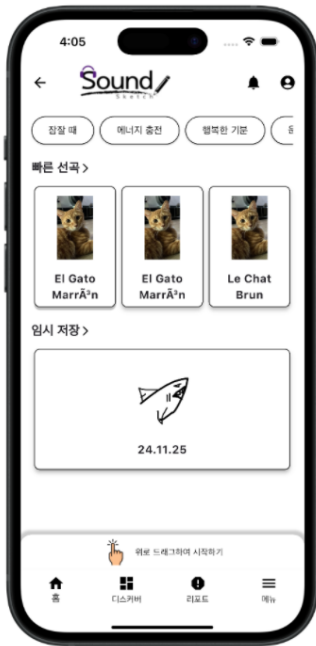 4:05
Sound
Sketch
잠잘 때
에너지 충전
행복한 기분
빠른 선곡 >
El Gato
MarrÃ³n
El Gato
MarrÃ³n
Le Chat
Brun
임시 저장 >
24.11.25
위로 드래그하여 시작하기
홈
디스커버
리포트
메뉴